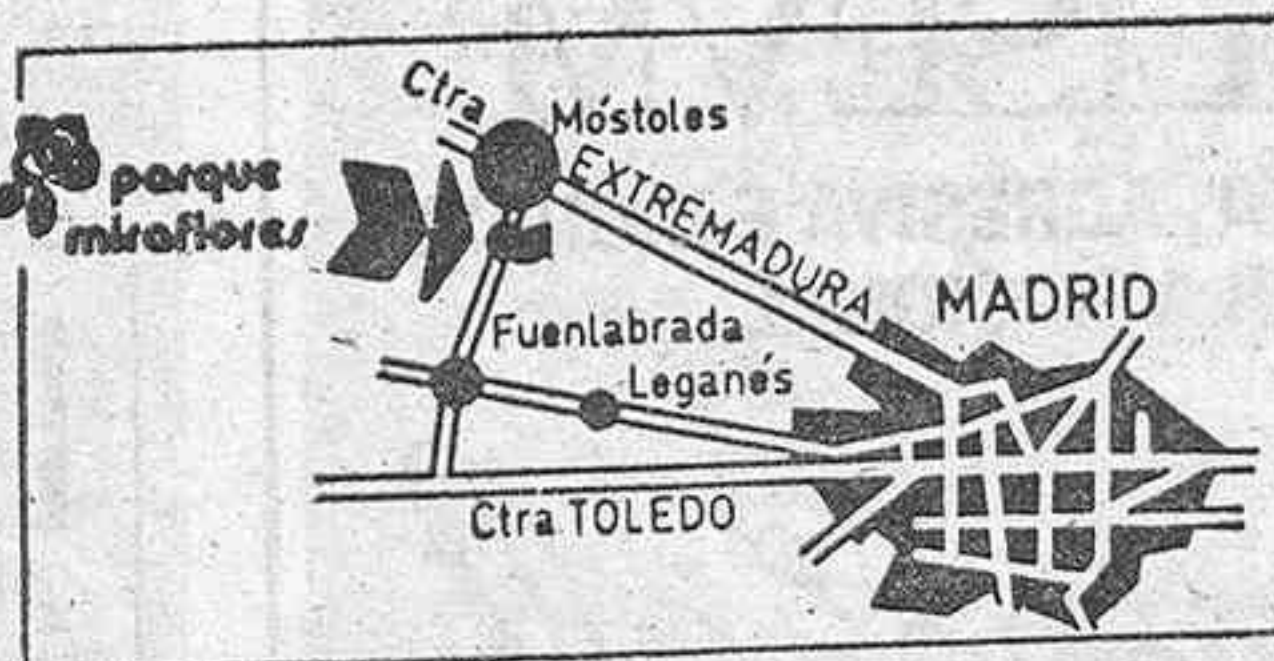 Ctra
Móstoles
EXTREMADURA
parque
miraflores
MADRID
Fuenlabrada
Leganés
Ctra TOLEDO